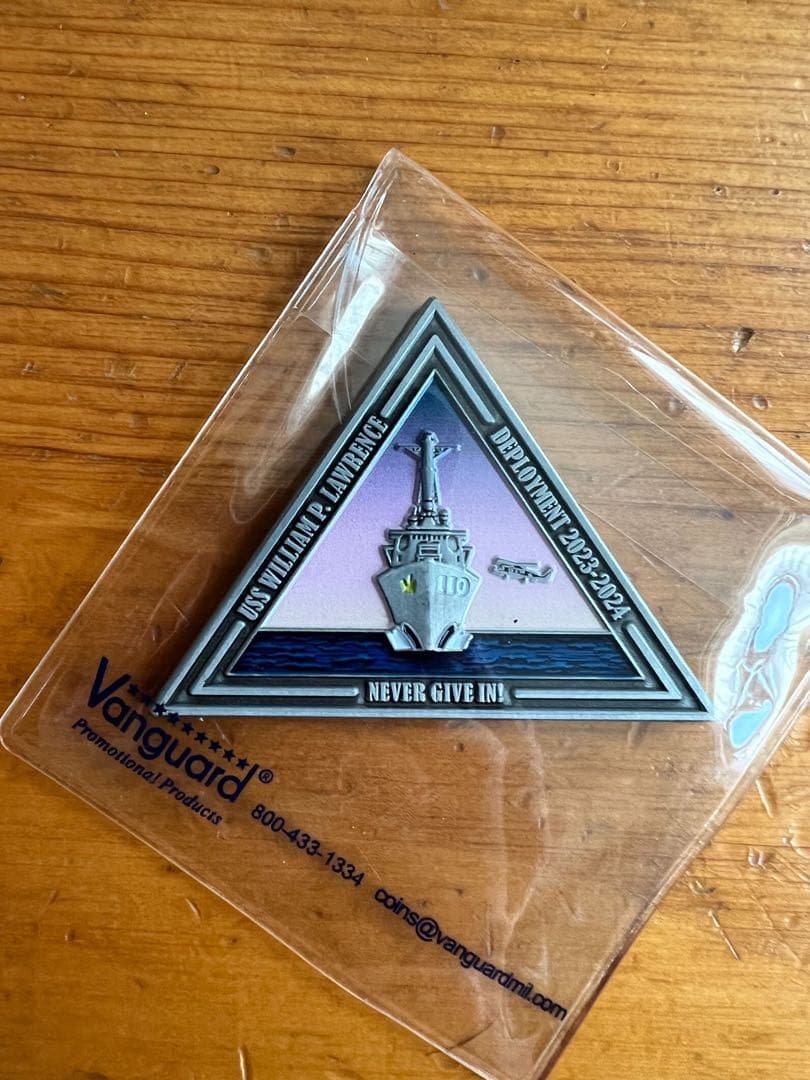 USS WILLIAM P. LAWRENCE
DEPLOYMENT 2023-2024
110
NEVER GIVE IN!
Vanguard®
Promotional Products
800-433-1334
coins@vanguardmil.com